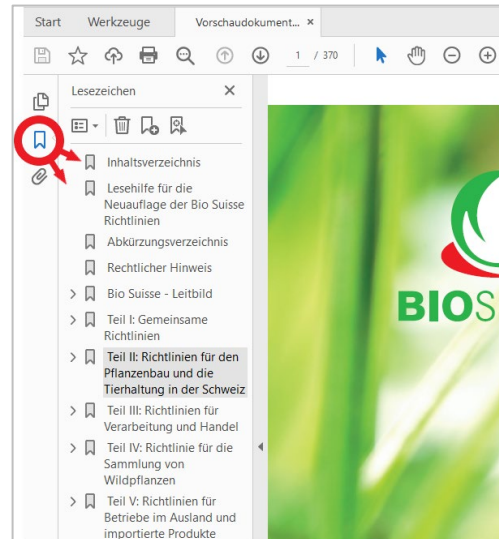 Start Werkzeuge Vorschaudokument... ×
1 / 370
Lesezeichen ×
Inhaltsverzeichnis
Lesehilfe für die
Neuauflage der Bio Suisse
Richtlinien
Abkürzungsverzeichnis
Rechtlicher Hinweis
Bio Suisse - Leitbild
Teil I: Gemeinsame
Richtlinien
Teil II: Richtlinien für den
Pflanzenbau und die
Tierhaltung in der Schweiz
Teil III: Richtlinien für
Verarbeitung und Handel
Teil IV: Richtlinie für die
Sammlung von
Wildpflanzen
Teil V: Richtlinien für
Betriebe im Ausland und
importierte Produkte
BIOS